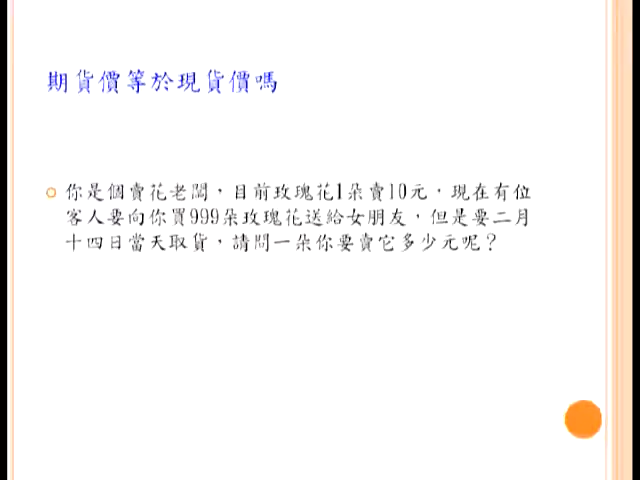 期貨價等於現貨價嗎
你是個賣花老闆，目前玫瑰花1朵賣10元，現在有位
客人要向你買999朵玫瑰花送給女朋友，但是要二月
十四日當天取貨，請問一朵你要賣它多少元呢？